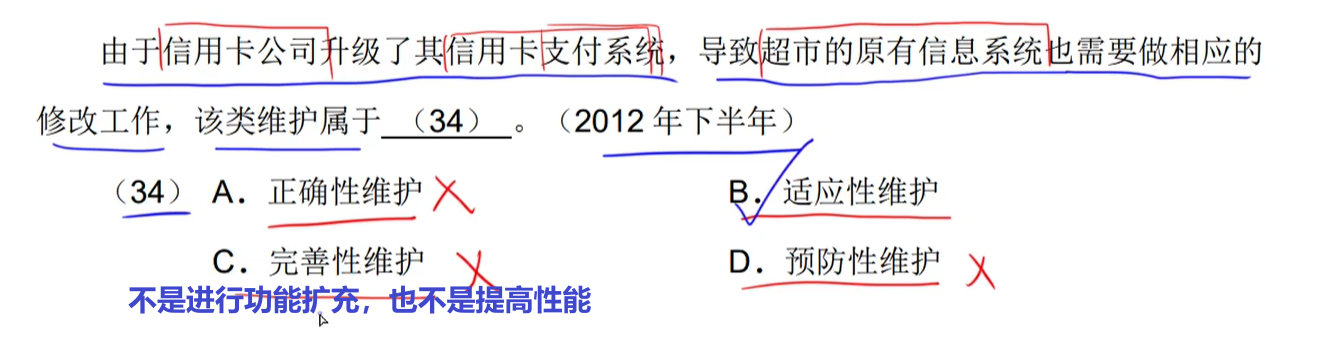 由于信用卡公司升级了其信用卡支付系统，导致超市的原有信息系统也需要做相应的
修改工作，该类维护属于 （34） 。（2012 年下半年）
（34）A．正确性维护 B．适应性维护
C．完善性维护 D．预防性维护
不是进行功能扩充，也不是提高性能